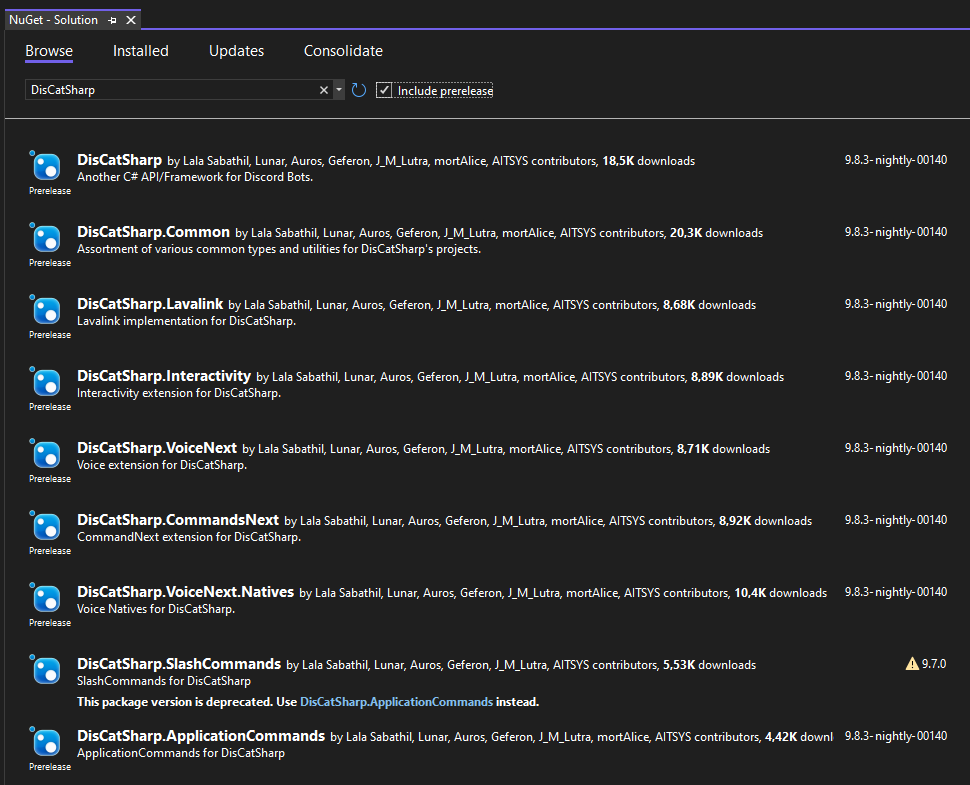 NuGet - Solution
Browse Installed Updates Consolidate
DisCatSharp Include prerelease
DisCatSharp by Lala Sabathil, Lunar, Auros, Geferon, J_M_Lutra, mortAlice, AITSYS contributors, 18,5K downloads 9.8.3-nightly-00140
Another C# API/Framework for Discord Bots.
Prerelease
DisCatSharp.Common by Lala Sabathil, Lunar, Auros, Geferon, J_M_Lutra, mortAlice, AITSYS contributors, 20,3K downloads 9.8.3-nightly-00140
Assortment of various common types and utilities for DisCatSharp's projects.
Prerelease
DisCatSharp.Lavalink by Lala Sabathil, Lunar, Auros, Geferon, J_M_Lutra, mortAlice, AITSYS contributors, 8,68K downloads 9.8.3-nightly-00140
Lavalink implementation for DisCatSharp.
Prerelease
DisCatSharp.Interactivity by Lala Sabathil, Lunar, Auros, Geferon, J_M_Lutra, mortAlice, AITSYS contributors, 8,89K downloads 9.8.3-nightly-00140
Interactivity extension for DisCatSharp.
Prerelease
DisCatSharp.VoiceNext by Lala Sabathil, Lunar, Auros, Geferon, J_M_Lutra, mortAlice, AITSYS contributors, 8,71K downloads 9.8.3-nightly-00140
Voice extension for DisCatSharp.
Prerelease
DisCatSharp.CommandsNext by Lala Sabathil, Lunar, Auros, Geferon, J_M_Lutra, mortAlice, AITSYS contributors, 8,92K downloads 9.8.3-nightly-00140
CommandNext extension for DisCatSharp.
Prerelease
DisCatSharp.VoiceNext.Natives by Lala Sabathil, Lunar, Auros, Geferon, J_M_Lutra, mortAlice, AITSYS contributors, 10,4K downloads 9.8.3-nightly-00140
Voice Natives for DisCatSharp.
Prerelease
DisCatSharp.SlashCommands by Lala Sabathil, Lunar, Auros, Geferon, J_M_Lutra, AITSYS contributors, 5,53K downloads 9.7.0
SlashCommands for DisCatSharp
This package version is deprecated. Use DisCatSharp.ApplicationCommands instead.
DisCatSharp.ApplicationCommands by Lala Sabathil, Lunar, Auros, Geferon, J_M_Lutra, mortAlice, AITSYS contributors, 4,42K downl 9.8.3-nightly-00140
ApplicationCommands for DisCatSharp
Prerelease